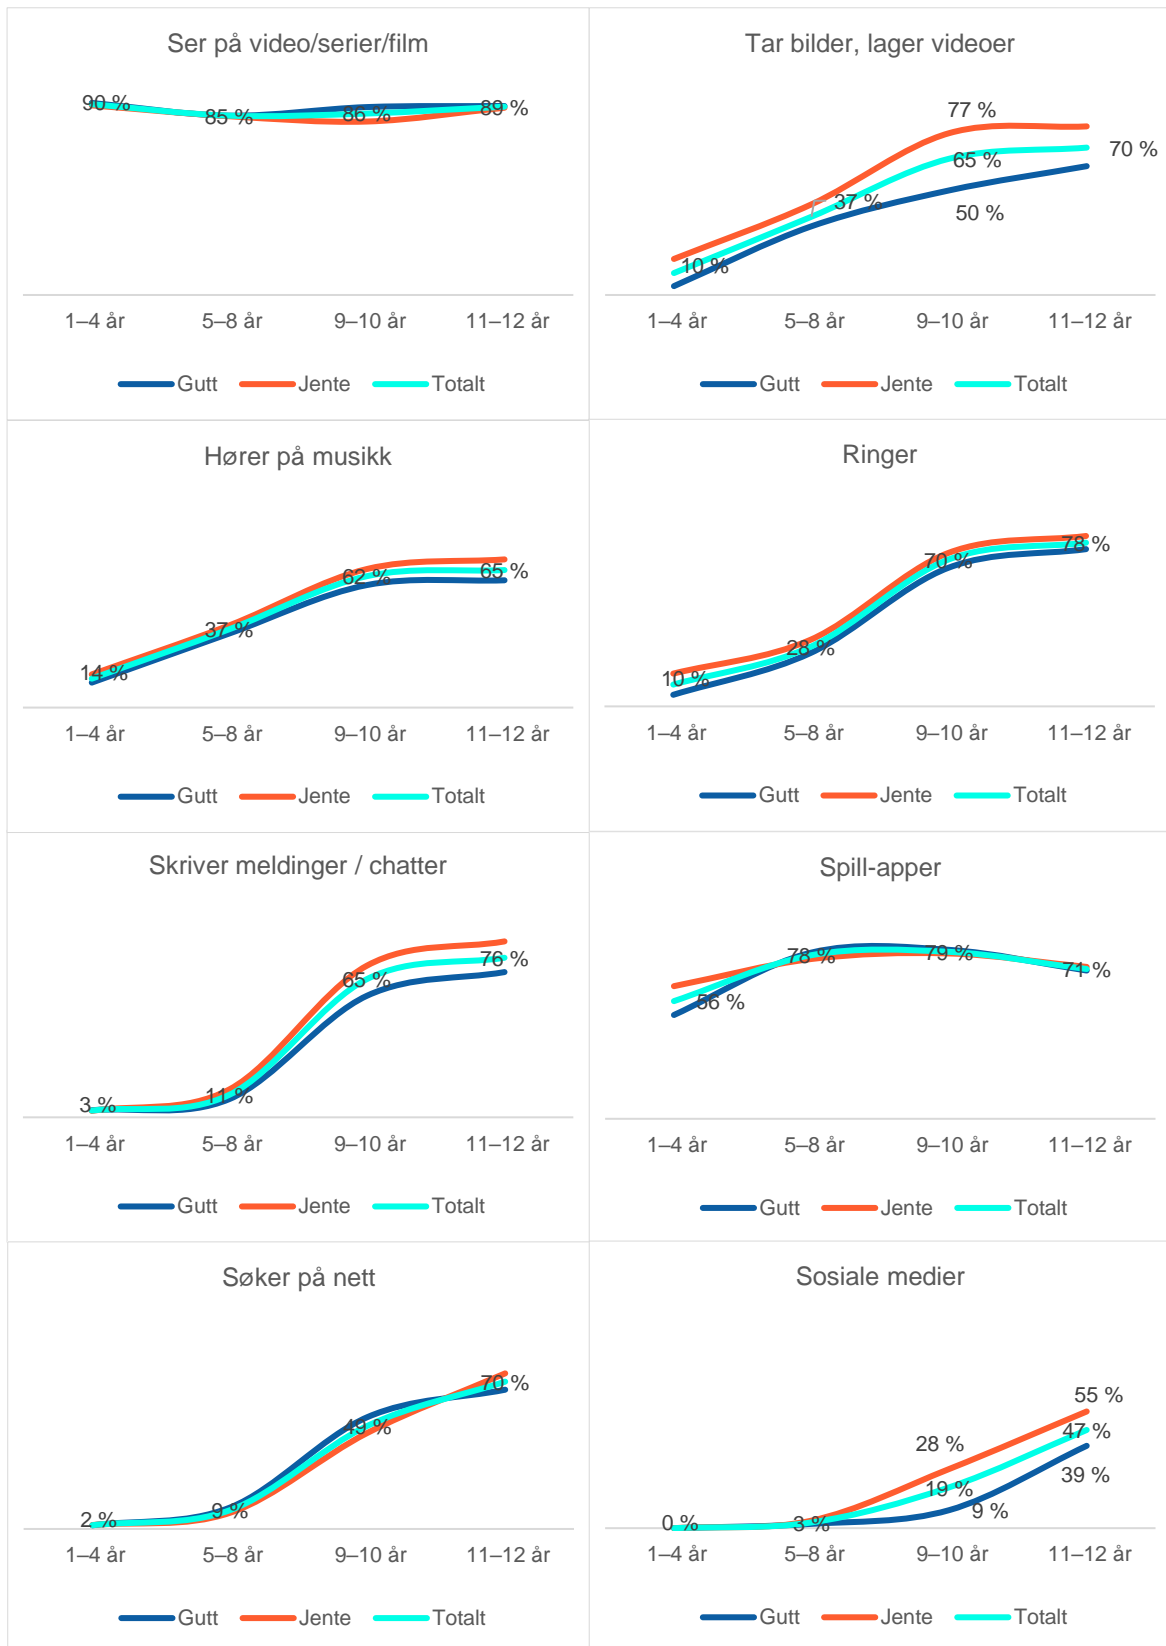 Ser på video/serier/film
90 %
85 %
86 %
89 %
1–4 år
5–8 år
9–10 år
11–12 år
Gutt
Jente
Totalt
Tar bilder, lager videoer
77 %
65 %
70 %
37 %
50 %
10 %
1–4 år
5–8 år
9–10 år
11–12 år
Gutt
Jente
Totalt
Hører på musikk
14 %
37 %
62 %
65 %
1–4 år
5–8 år
9–10 år
11–12 år
Gutt
Jente
Totalt
Ringer
10 %
28 %
70 %
78 %
1–4 år
5–8 år
9–10 år
11–12 år
Gutt
Jente
Totalt
Skriver meldinger / chatter
3 %
11 %
65 %
76 %
1–4 år
5–8 år
9–10 år
11–12 år
Gutt
Jente
Totalt
Spill-apper
56 %
78 %
79 %
71 %
1–4 år
5–8 år
9–10 år
11–12 år
Gutt
Jente
Totalt
Søker på nett
2 %
9 %
49 %
70 %
1–4 år
5–8 år
9–10 år
11–12 år
Gutt
Jente
Totalt
Sosiale medier
55 %
28 %
47 %
39 %
19 %
9 %
0 %
3 %
1–4 år
5–8 år
9–10 år
11–12 år
Gutt
Jente
Totalt